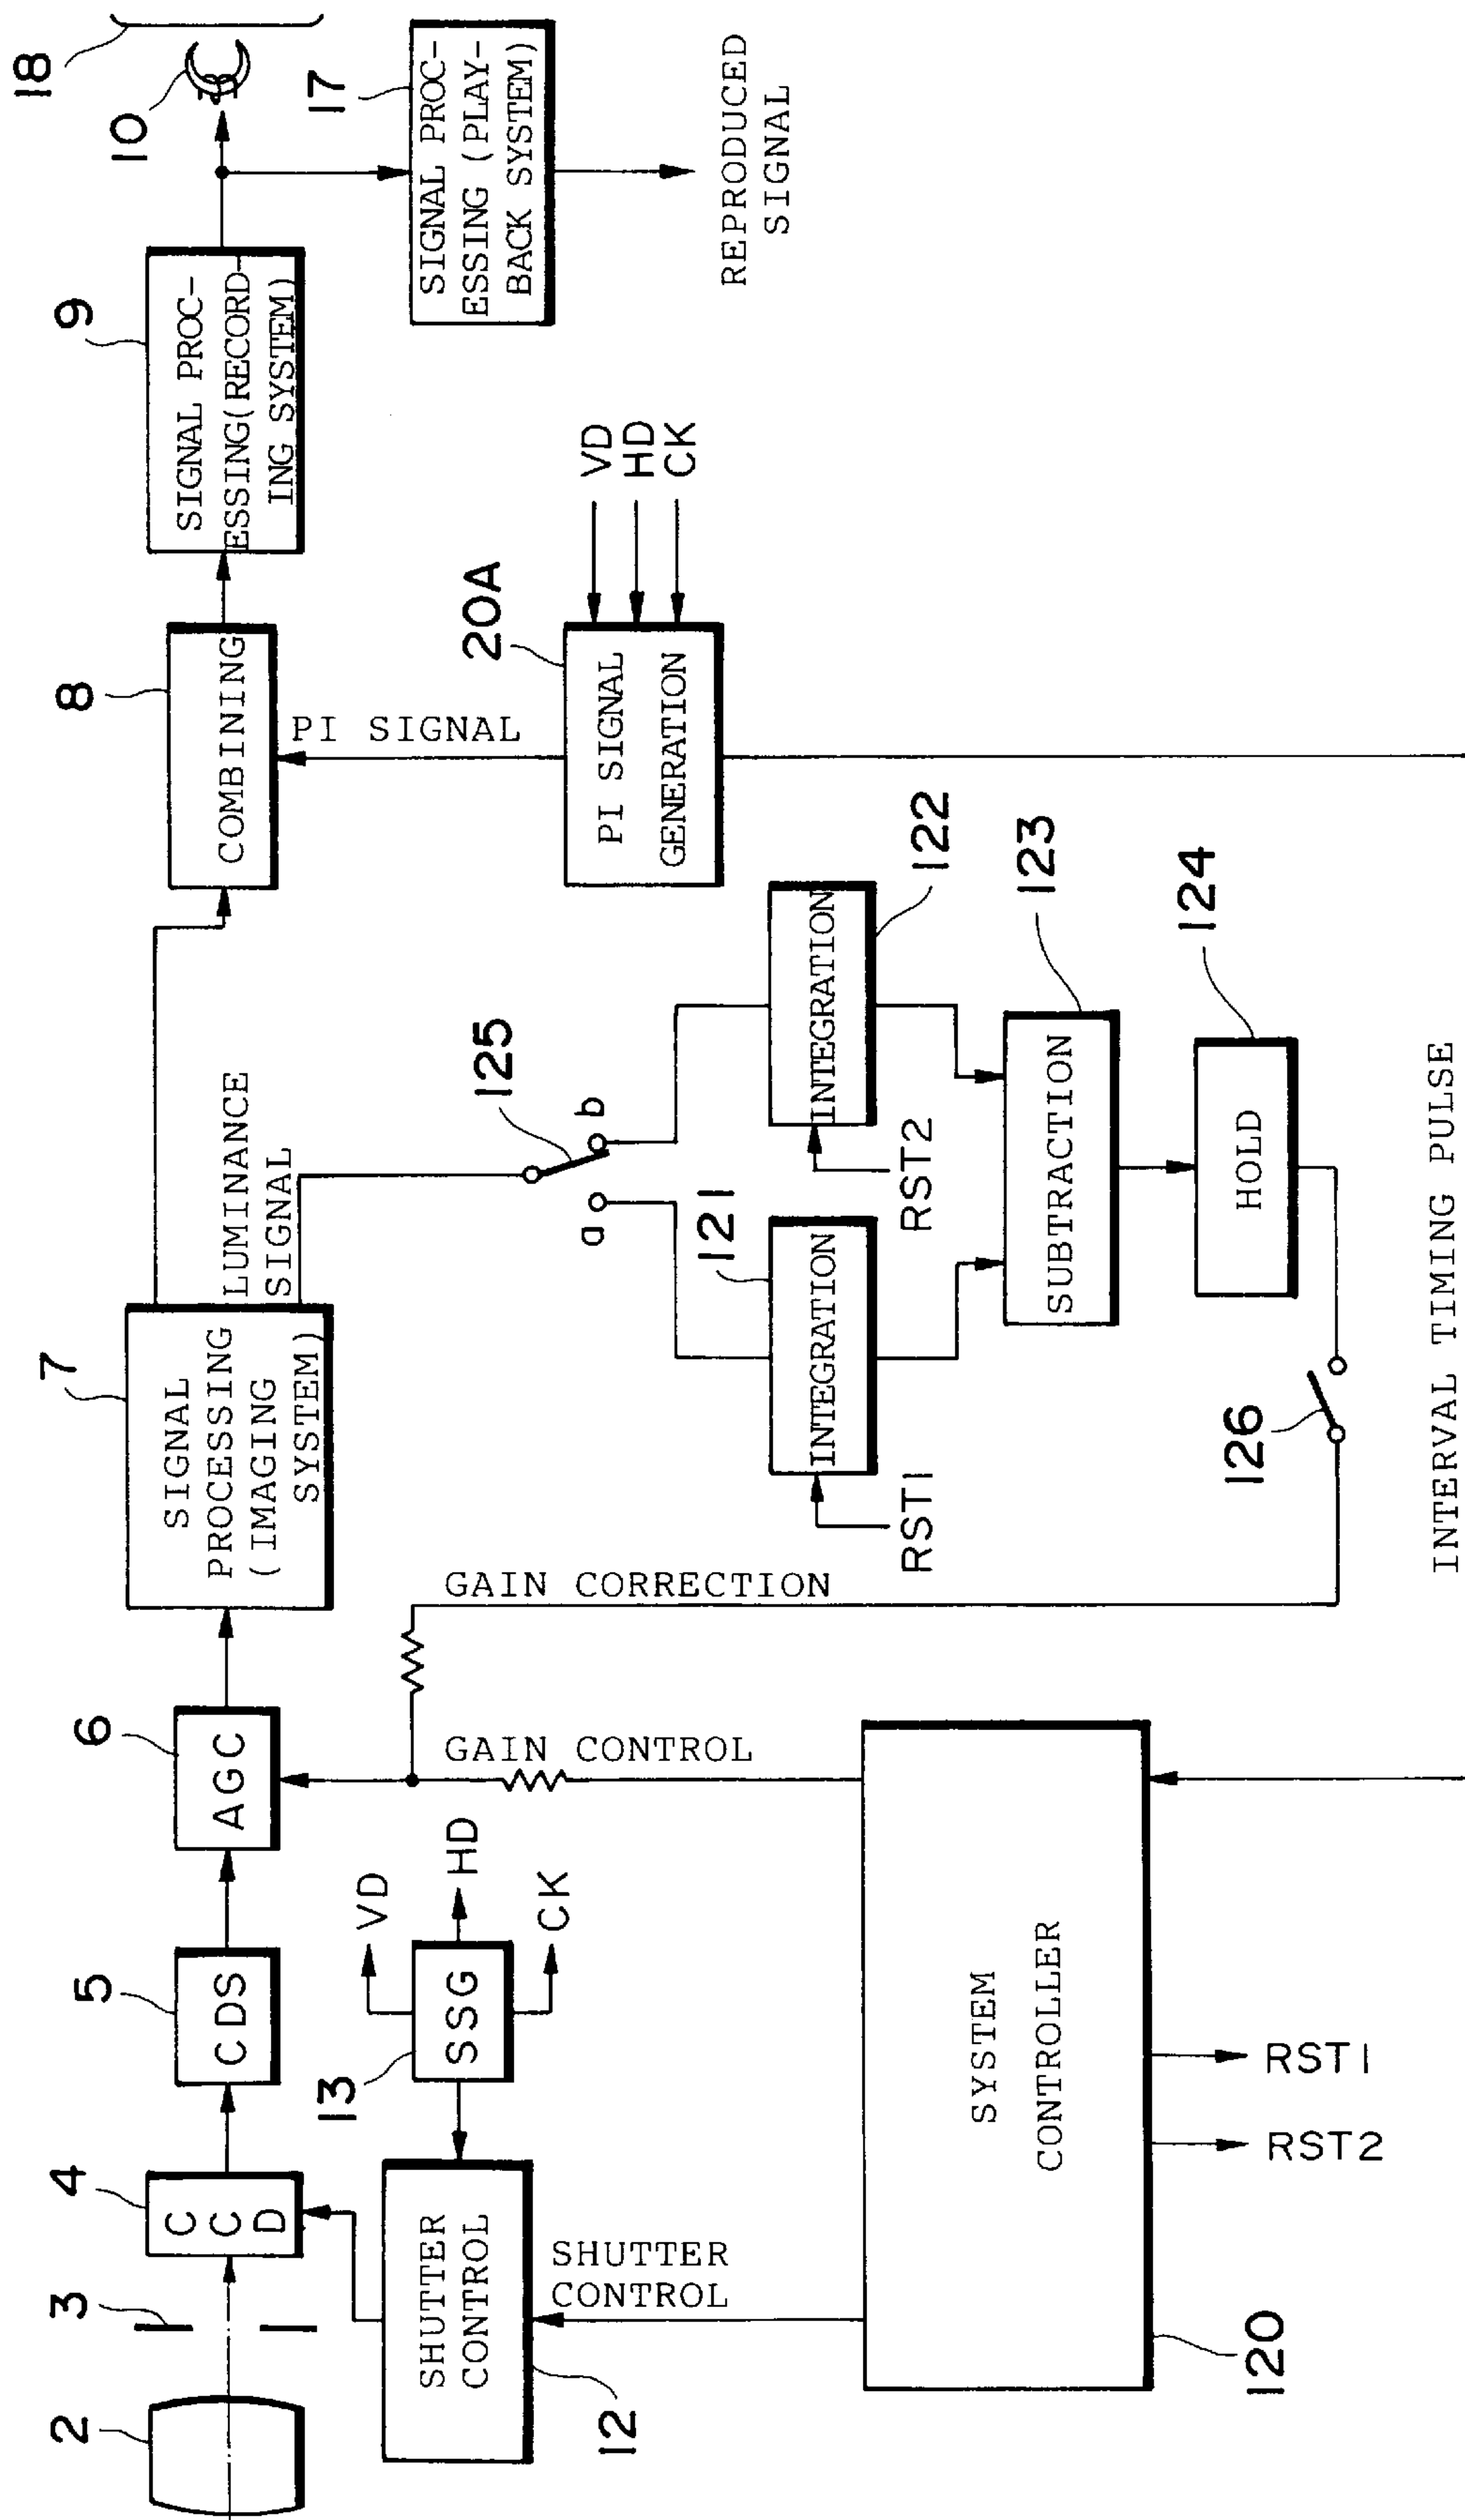 2
3
4
C
C
D
5
CDS
6
AGC
7
SIGNAL
PROCESSING
(IMAGING
SYSTEM)
LUMINANCE
SIGNAL
8
COMBINING
PI SIGNAL
9
SIGNAL PROC-
ESSING(RECORD-
ING SYSTEM)
10
18
17
SIGNAL PROC-
ESSING (PLAY-
BACK SYSTEM)
REPRODUCED
SIGNAL
12
SHUTTER
CONTROL
SHUTTER
CONTROL
13
SSG
VD
HD
CK
GAIN CONTROL
GAIN CORRECTION
125
a
b
20A
PI SIGNAL
GENERATION
VD
HD
CK
121
INTEGRATION
RST1
122
INTEGRATION
RST2
123
SUBTRACTION
124
HOLD
126
120
SYSTEM
CONTROLLER
RST2
RST1
INTERVAL TIMING PULSE